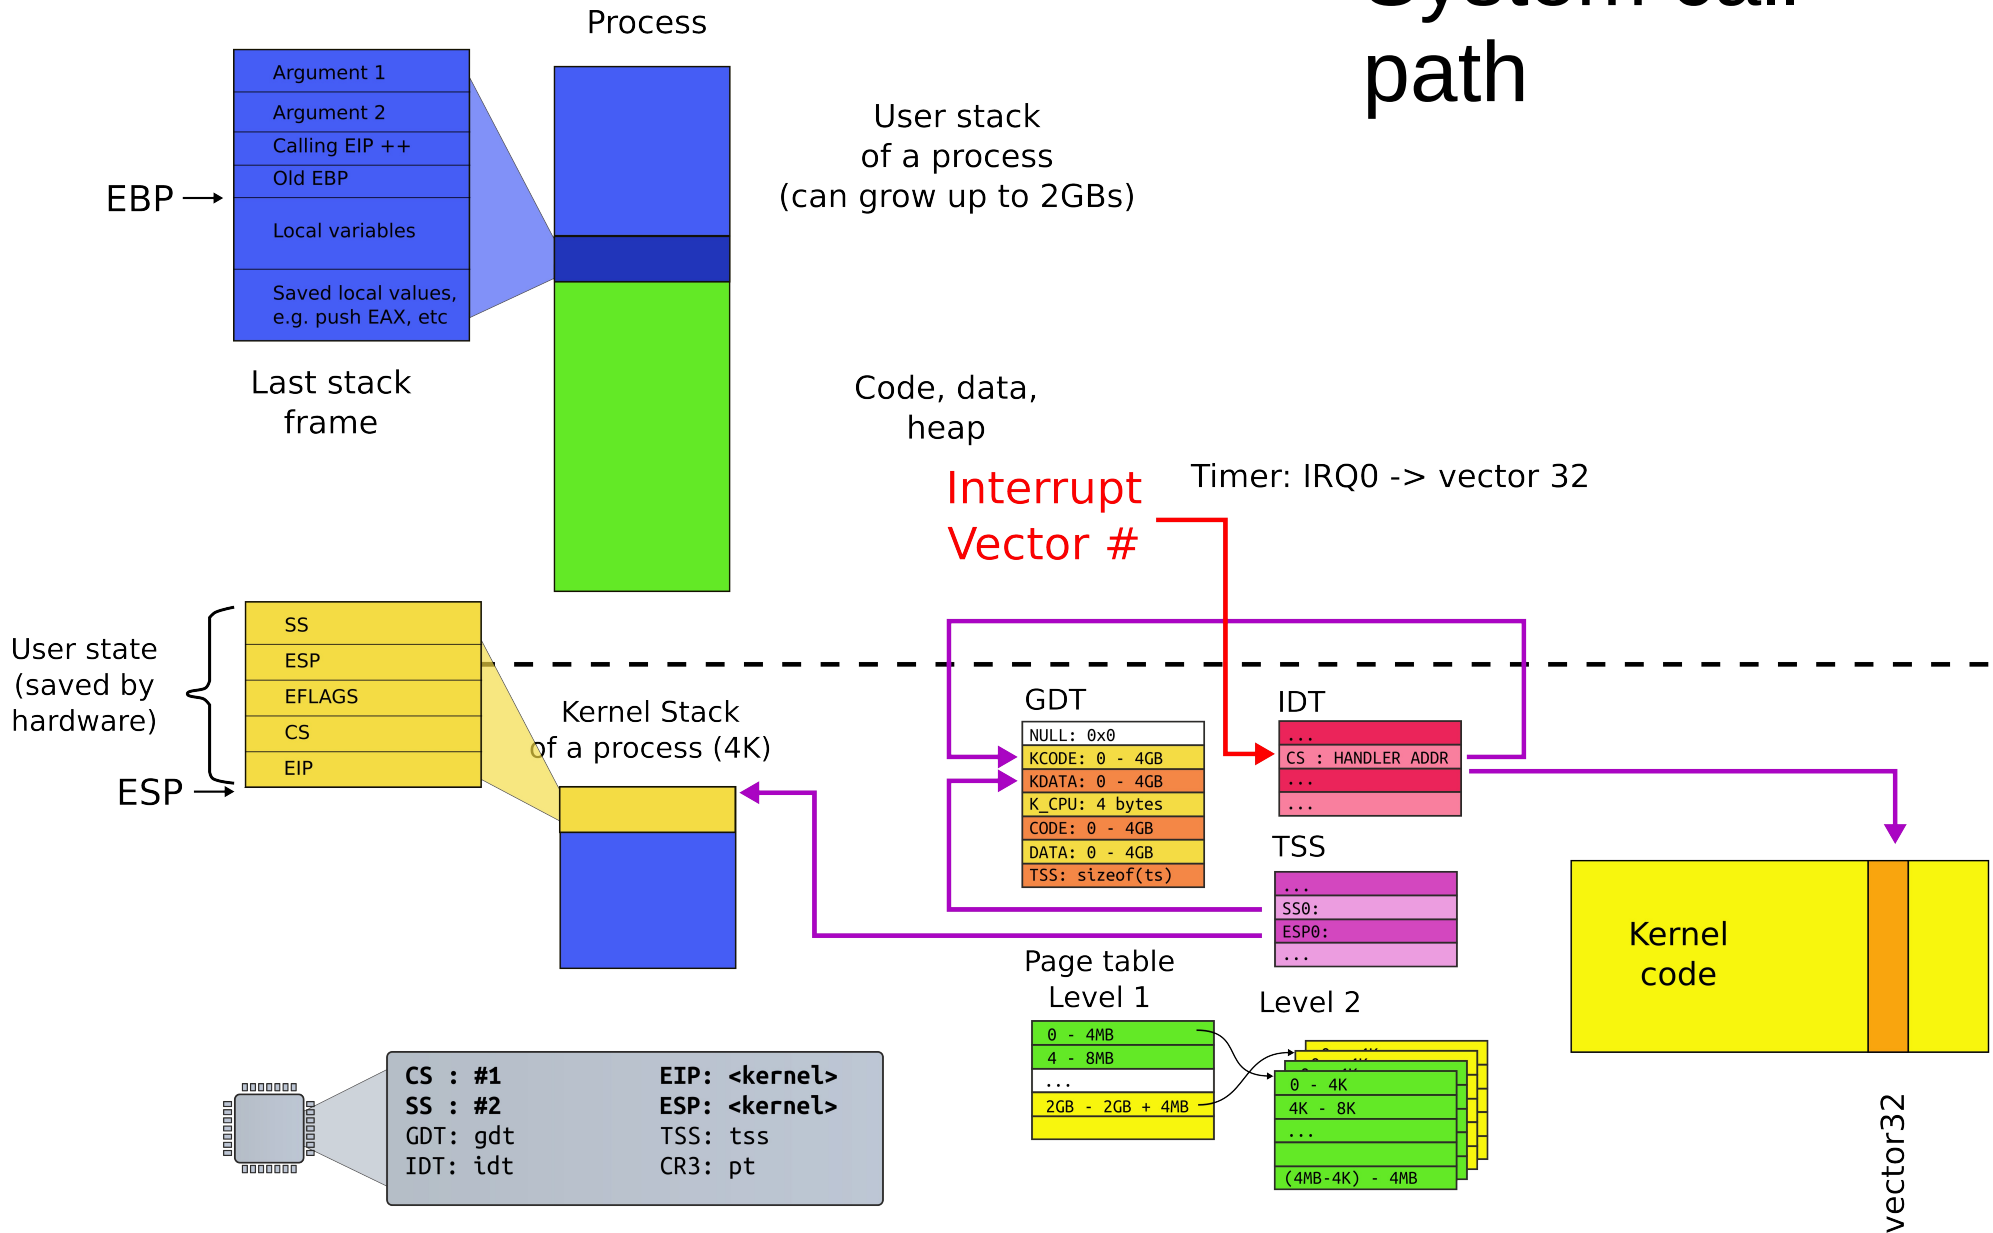 System call
path
Process
Argument 1
Argument 2
Calling EIP ++
Old EBP
Local variables
Saved local values,
e.g. push EAX, etc
EBP
Last stack
frame
User stack
of a process
(can grow up to 2GBs)
Code, data,
heap
Interrupt
Vector #
Timer: IRQ0 -> vector 32
User state
(saved by
hardware)
SS
ESP
EFLAGS
CS
EIP
ESP
Kernel Stack
of a process (4K)
GDT
NULL: 0x0
KCODE: 0 - 4GB
KDATA: 0 - 4GB
K_CPU: 4 bytes
CODE: 0 - 4GB
DATA: 0 - 4GB
TSS: sizeof(ts)
IDT
...
CS : HANDLER ADDR
...
...
TSS
...
SS0:
ESP0:
...
Kernel
code
vector32
Page table
Level 1
0 - 4MB
4 - 8MB
...
2GB - 2GB + 4MB
Level 2
0 - 4K
4K - 8K
...
(4MB-4K) - 4MB
CS : #1 EIP: <kernel>
SS : #2 ESP: <kernel>
GDT: gdt TSS: tss
IDT: idt CR3: pt